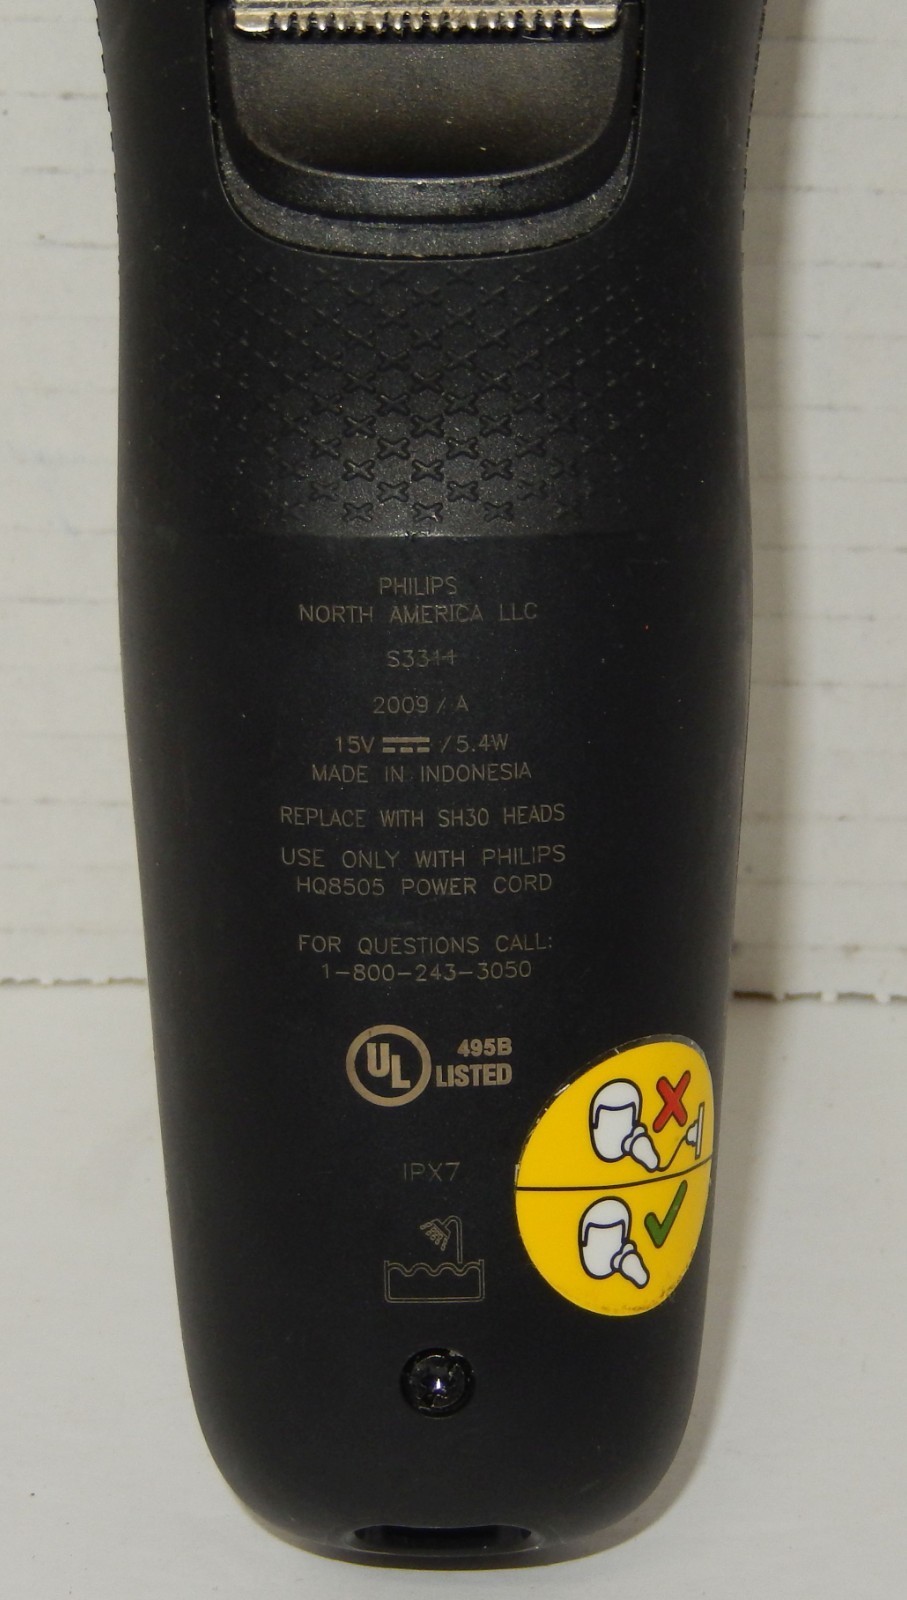 PHILIPS
NORTH AMERICA LLC
S3311
2009 / A
15V ⎓ / 5.4W
MADE IN INDONESIA
REPLACE WITH SH30 HEADS
USE ONLY WITH PHILIPS
HQ8505 POWER CORD
FOR QUESTIONS CALL:
1-800-243-3050
UL 495B
LISTED
IPX7